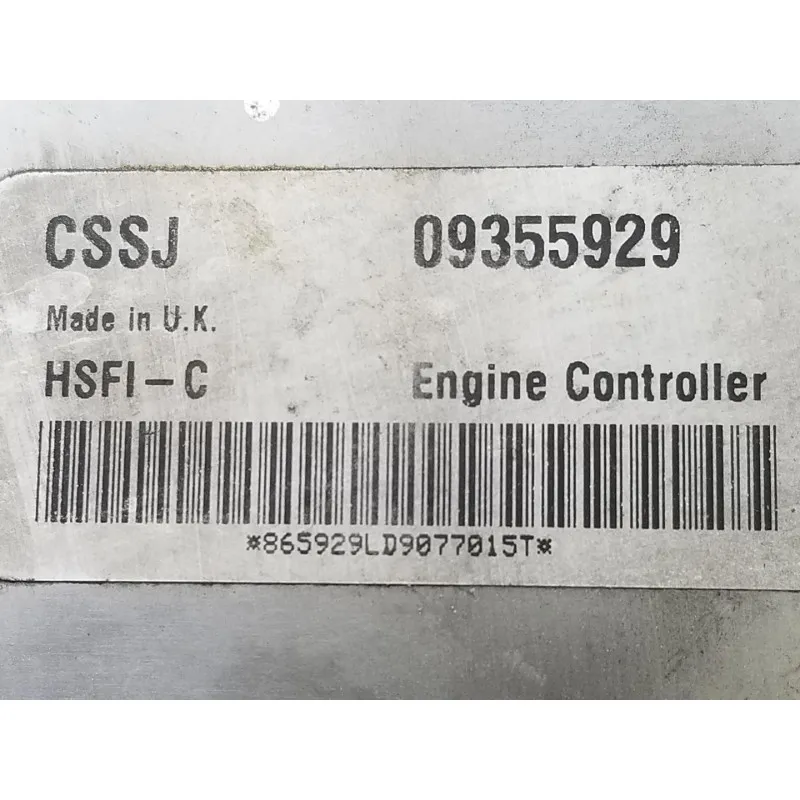 CSSJ 09355929
Made in U.K.
HSFI-C Engine Controller
*865929LD9077015T*